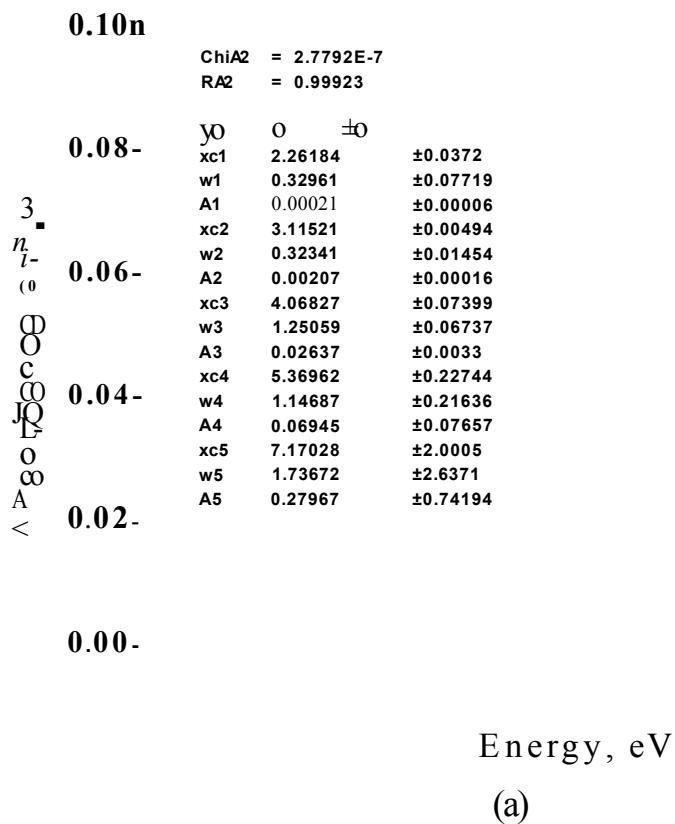 0.10n
ChiA2 = 2.7792E-7
RA2 = 0.99923
yo o ±o
0.08-
xc1 2.26184 ±0.0372
w1 0.32961 ±0.07719
A1 0.00021 ±0.00006
xc2 3.11521 ±0.00494
w2 0.32341 ±0.01454
0.06-
A2 0.00207 ±0.00016
xc3 4.06827 ±0.07399
w3 1.25059 ±0.06737
A3 0.02637 ±0.0033
xc4 5.36962 ±0.22744
0.04-
w4 1.14687 ±0.21636
A4 0.06945 ±0.07657
xc5 7.17028 ±2.0005
w5 1.73672 ±2.6371
A5 0.27967 ±0.74194
0.02-
0.00-
Energy, eV
(a)